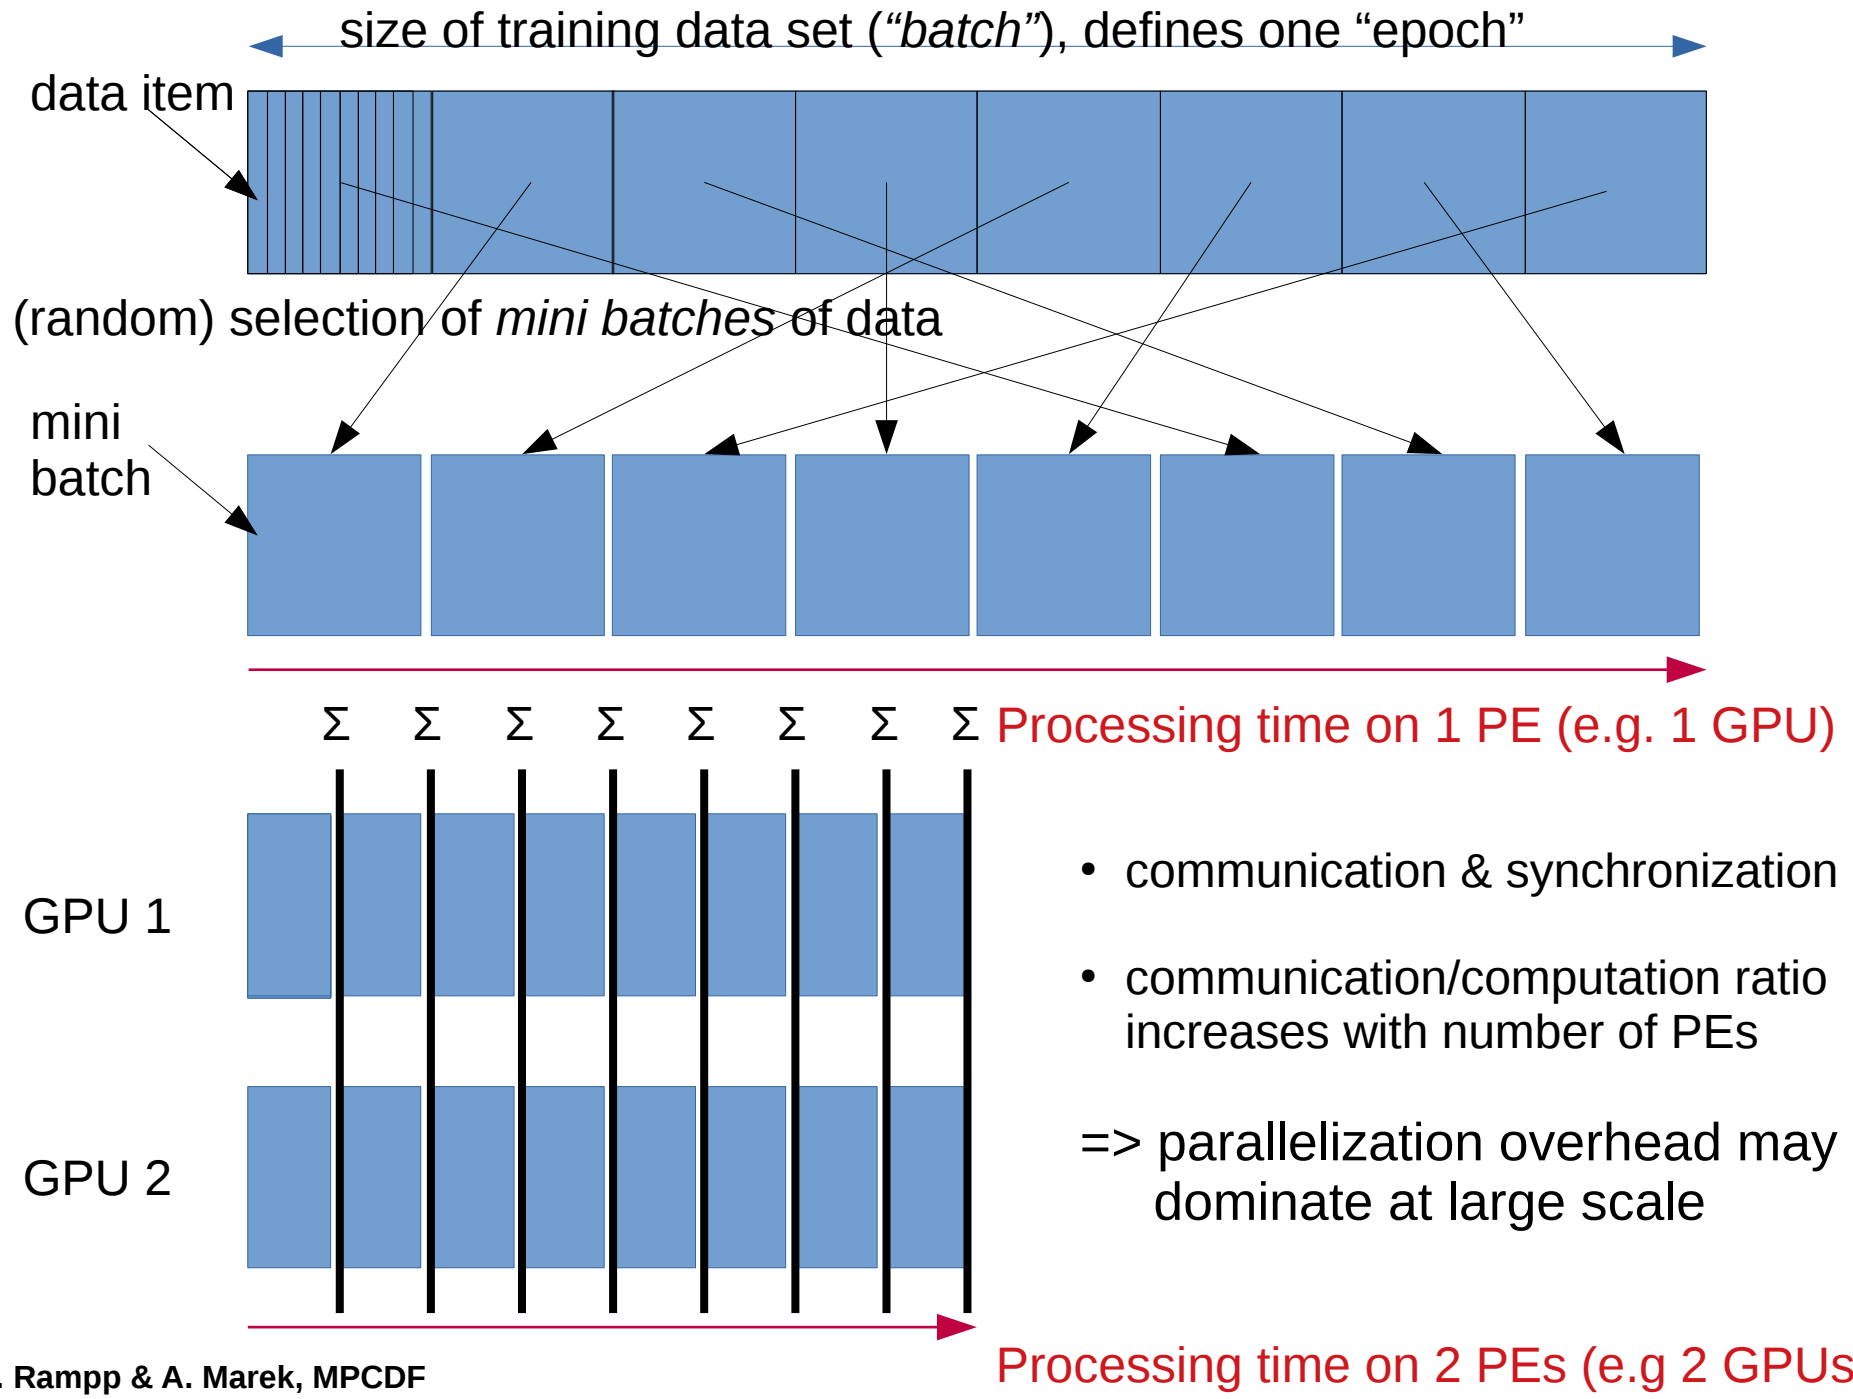 size of training data set (“batch”), defines one “epoch”
data item
(random) selection of mini batches of data
mini
batch
Σ Σ Σ Σ Σ Σ Σ Σ
Processing time on 1 PE (e.g. 1 GPU)
GPU 1
GPU 2
• communication & synchronization
• communication/computation ratio
increases with number of PEs
=> parallelization overhead may
dominate at large scale
Processing time on 2 PEs (e.g 2 GPUs
. Rampp & A. Marek, MPCDF